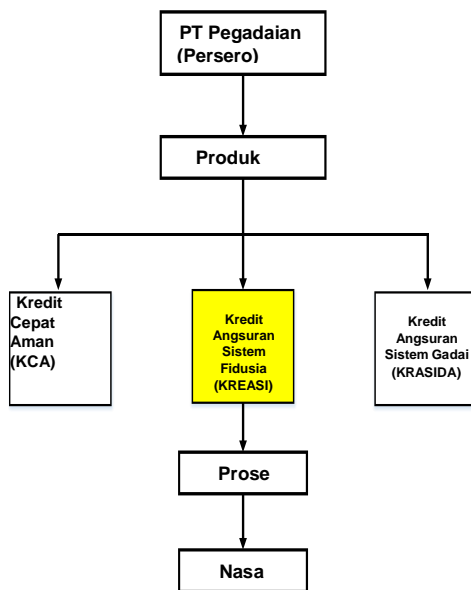 PT Pegadaian
(Persero)
Produk
Kredit
Cepat
Aman
(KCA)
Kredit
Angsuran
Sistem
Fidusia
(KREASI)
Kredit
Angsuran
Sistem Gadai
(KRASIDA)
Prose
Nasa